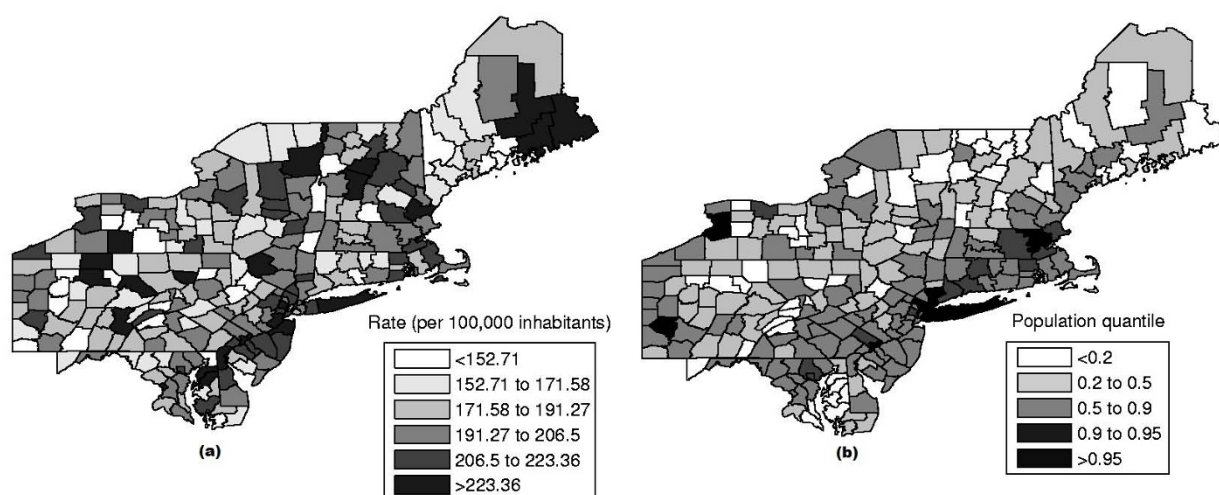 Rate (per 100,000 inhabitants)
<152.71
152.71 to 171.58
171.58 to 191.27
191.27 to 206.5
206.5 to 223.36
>223.36
(a)
Population quantile
<0.2
0.2 to 0.5
0.5 to 0.9
0.9 to 0.95
>0.95
(b)